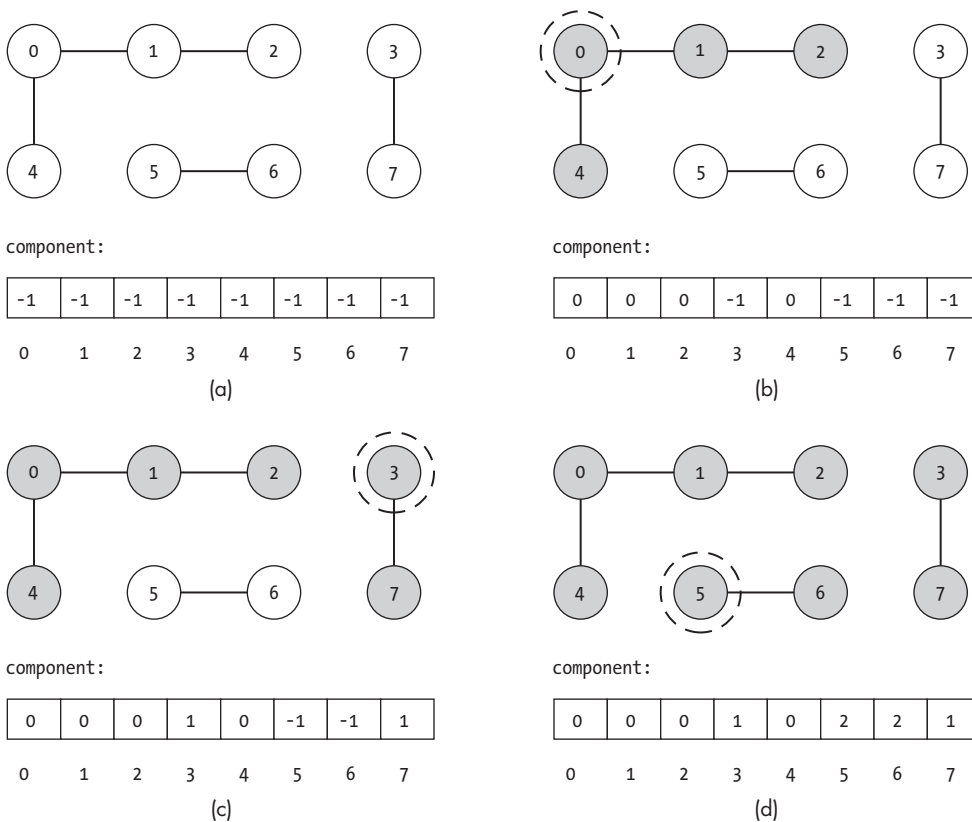 0 1 2 3
4 5 6 7
component:
-1 -1 -1 -1 -1 -1 -1 -1
0 1 2 3 4 5 6 7
(a)
0 1 2 3
4 5 6 7
component:
0 0 0 -1 0 -1 -1 -1
0 1 2 3 4 5 6 7
(b)
0 1 2 3
4 5 6 7
component:
0 0 0 1 0 -1 -1 1
0 1 2 3 4 5 6 7
(c)
0 1 2 3
4 5 6 7
component:
0 0 0 1 0 2 2 1
0 1 2 3 4 5 6 7
(d)